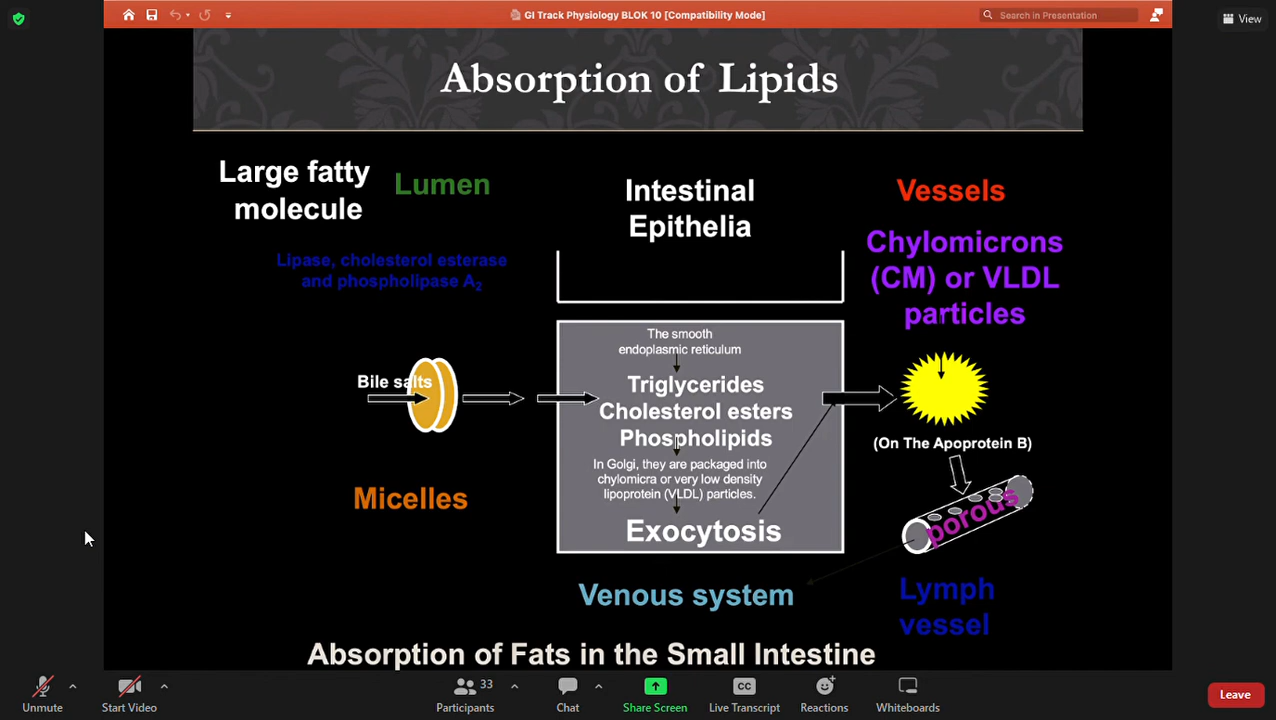 GI Track Physiology BLOK 10 [Compatibility Mode]
Search in Presentation
View
Absorption of Lipids
Large fatty
molecule
Lumen
Lipase, cholesterol esterase
and phospholipase A2
Bile salts
Micelles
Intestinal
Epithelia
The smooth
endoplasmic reticulum
Triglycerides
Cholesterol esters
Phospholipids
In Golgi, they are packaged into
chylomicra or very low density
lipoprotein (VLDL) particles.
Exocytosis
Vessels
Chylomicrons
(CM) or VLDL
particles
(On The Apoprotein B)
porous
Lymph
vessel
Venous system
Absorption of Fats in the Small Intestine
Unmute
Start Video
33
Participants
Chat
Share Screen
CC
Live Transcript
Reactions
Whiteboards
Leave